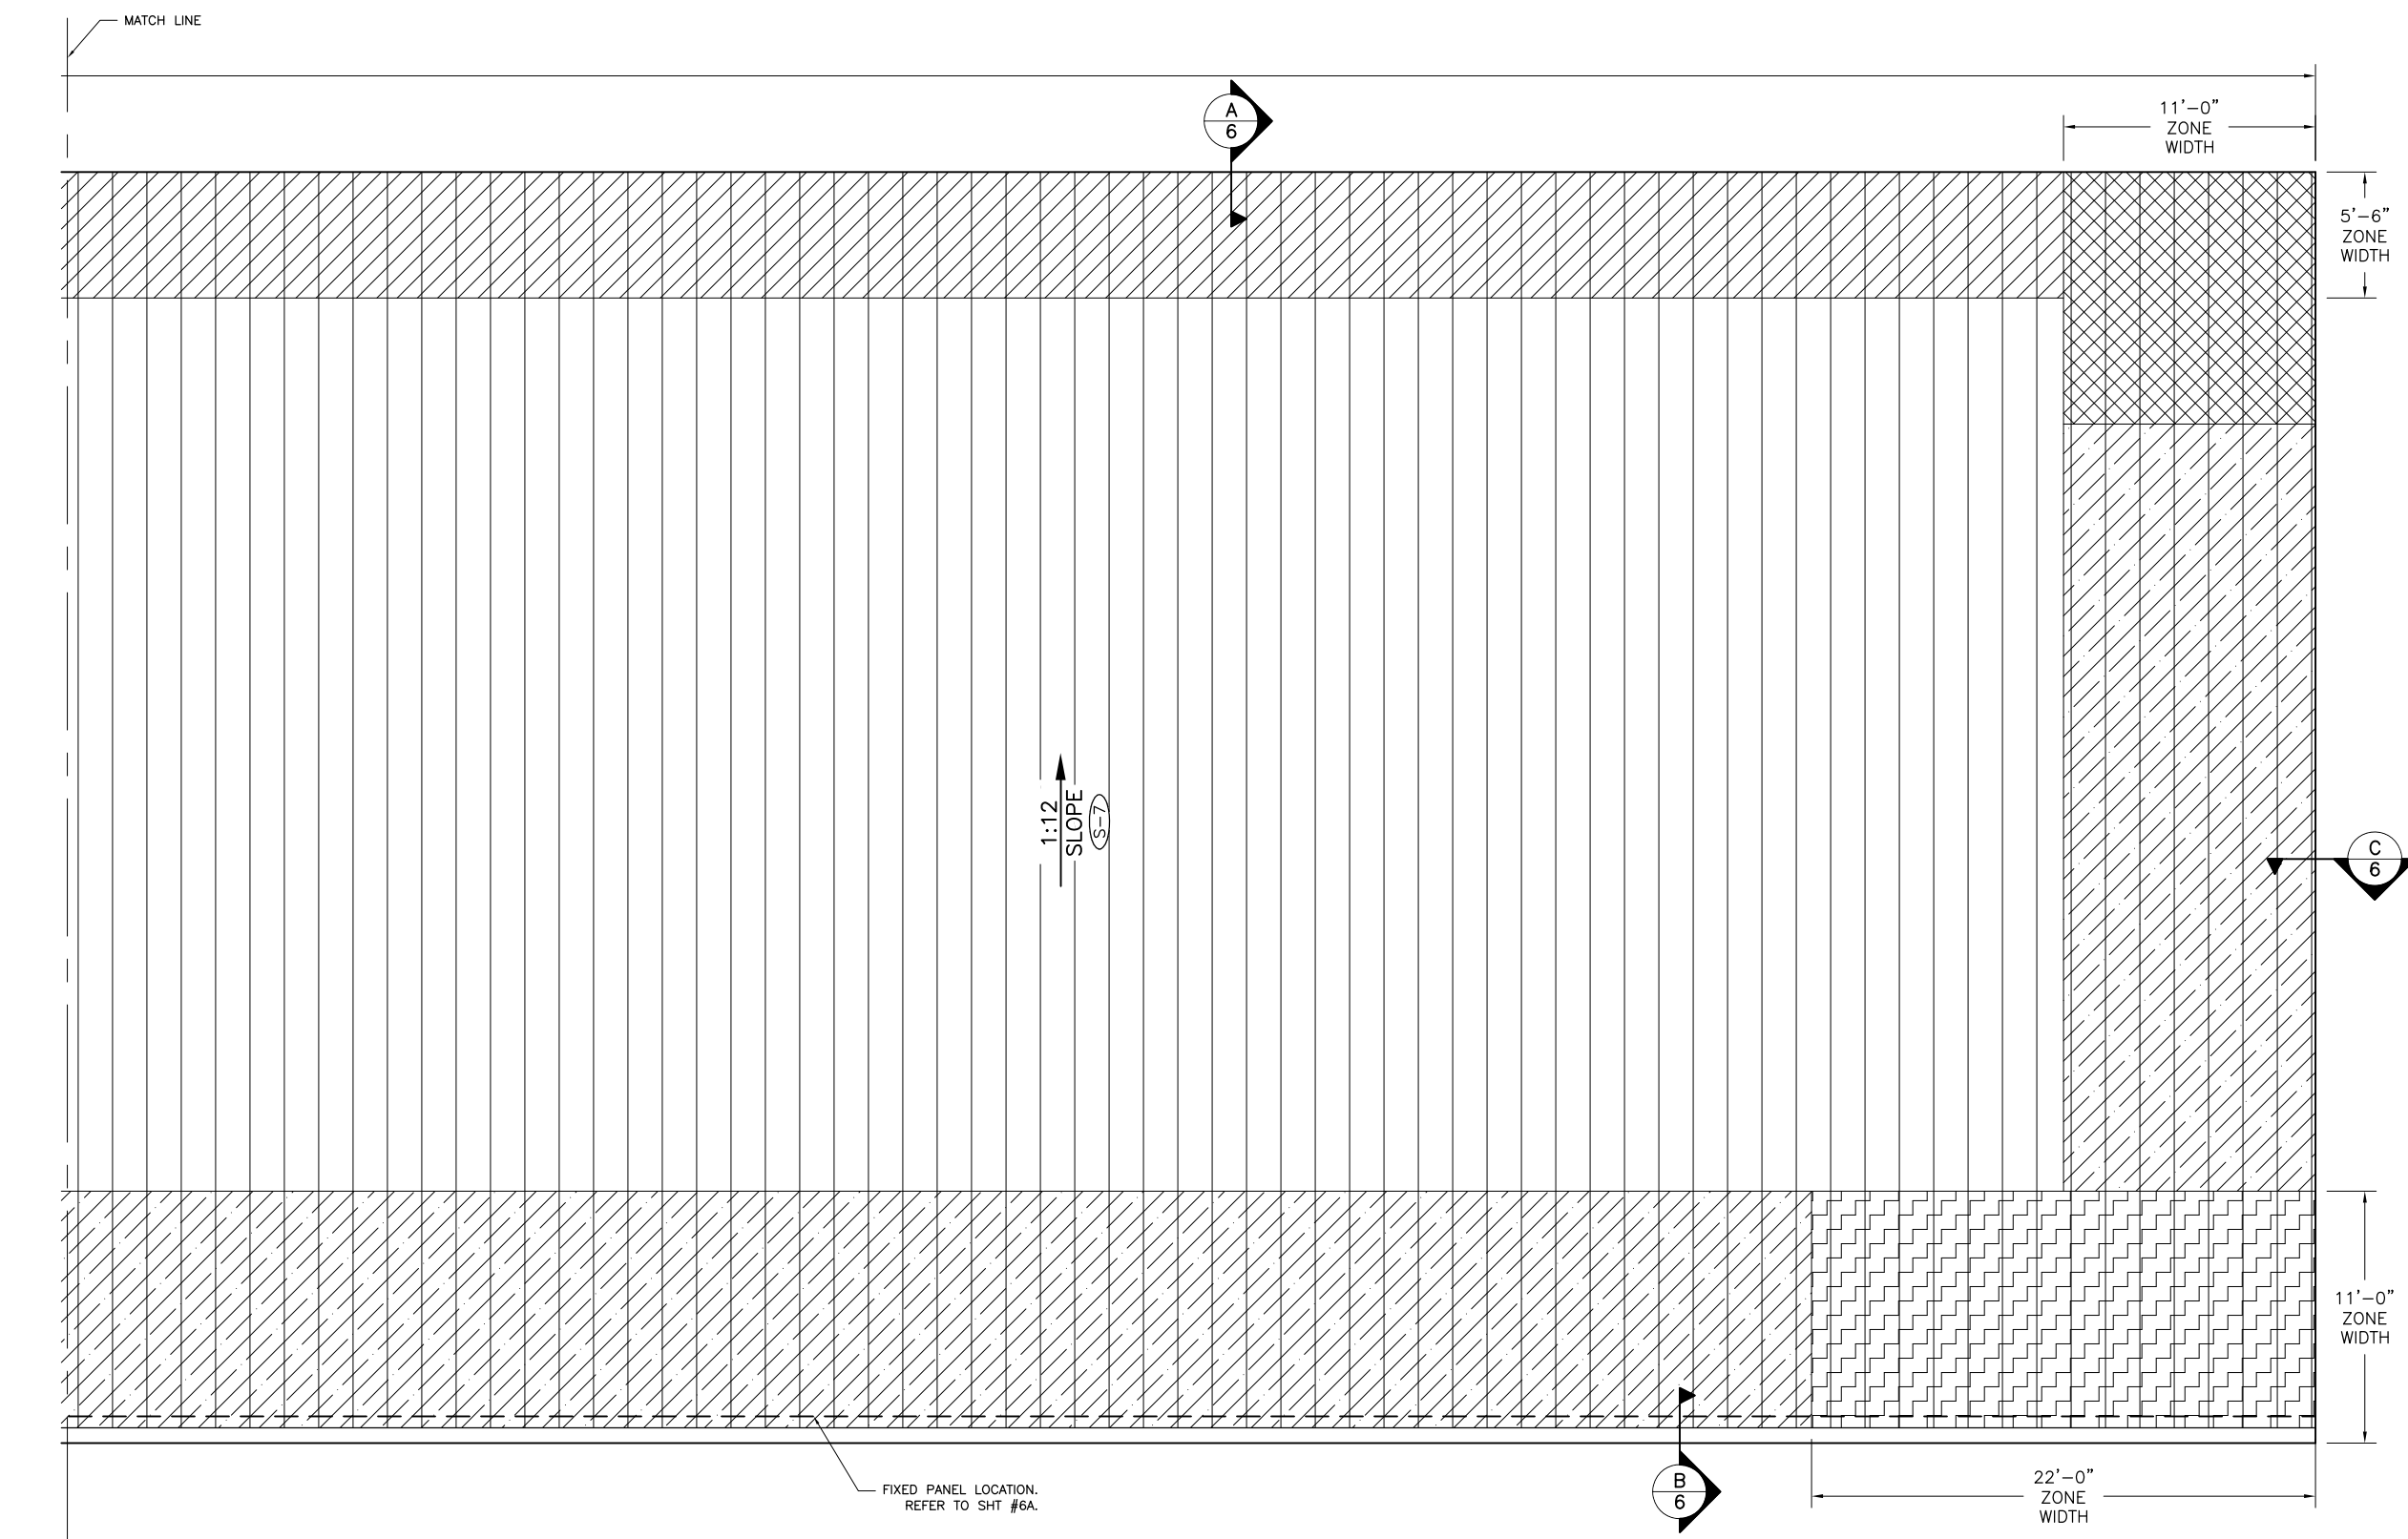 MATCH LINE
A
6
11'-0"
ZONE
WIDTH
5'-6"
ZONE
WIDTH
1:12
SLOPE
S-7
C
6
11'-0"
ZONE
WIDTH
FIXED PANEL LOCATION.
REFER TO SHT #6A.
B
6
22'-0"
ZONE
WIDTH